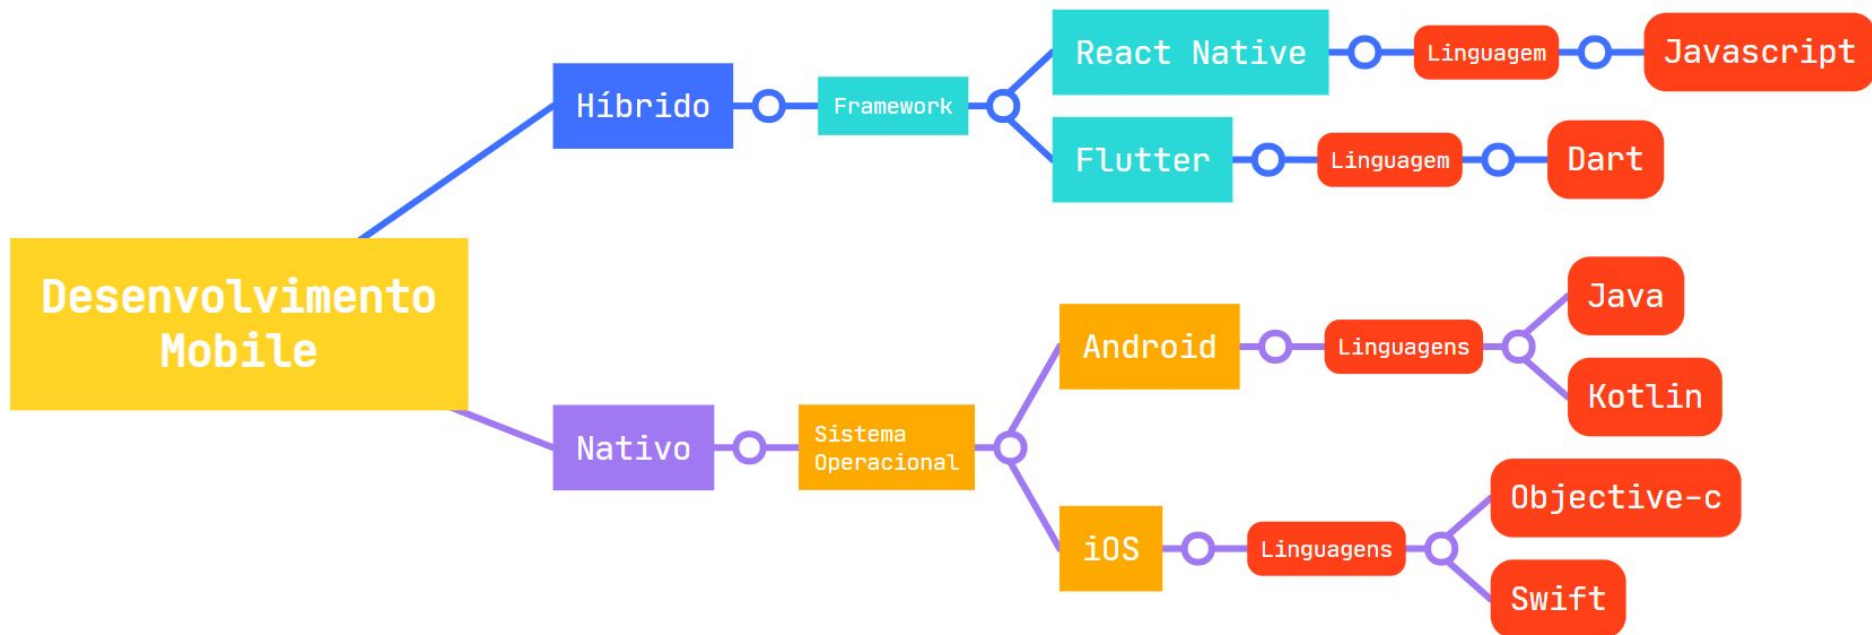 Desenvolvimento
Mobile
Híbrido
Framework
React Native
Linguagem
Javascript
Flutter
Linguagem
Dart
Nativo
Sistema
Operacional
Android
Linguagens
Java
Kotlin
iOS
Linguagens
Objective-c
Swift